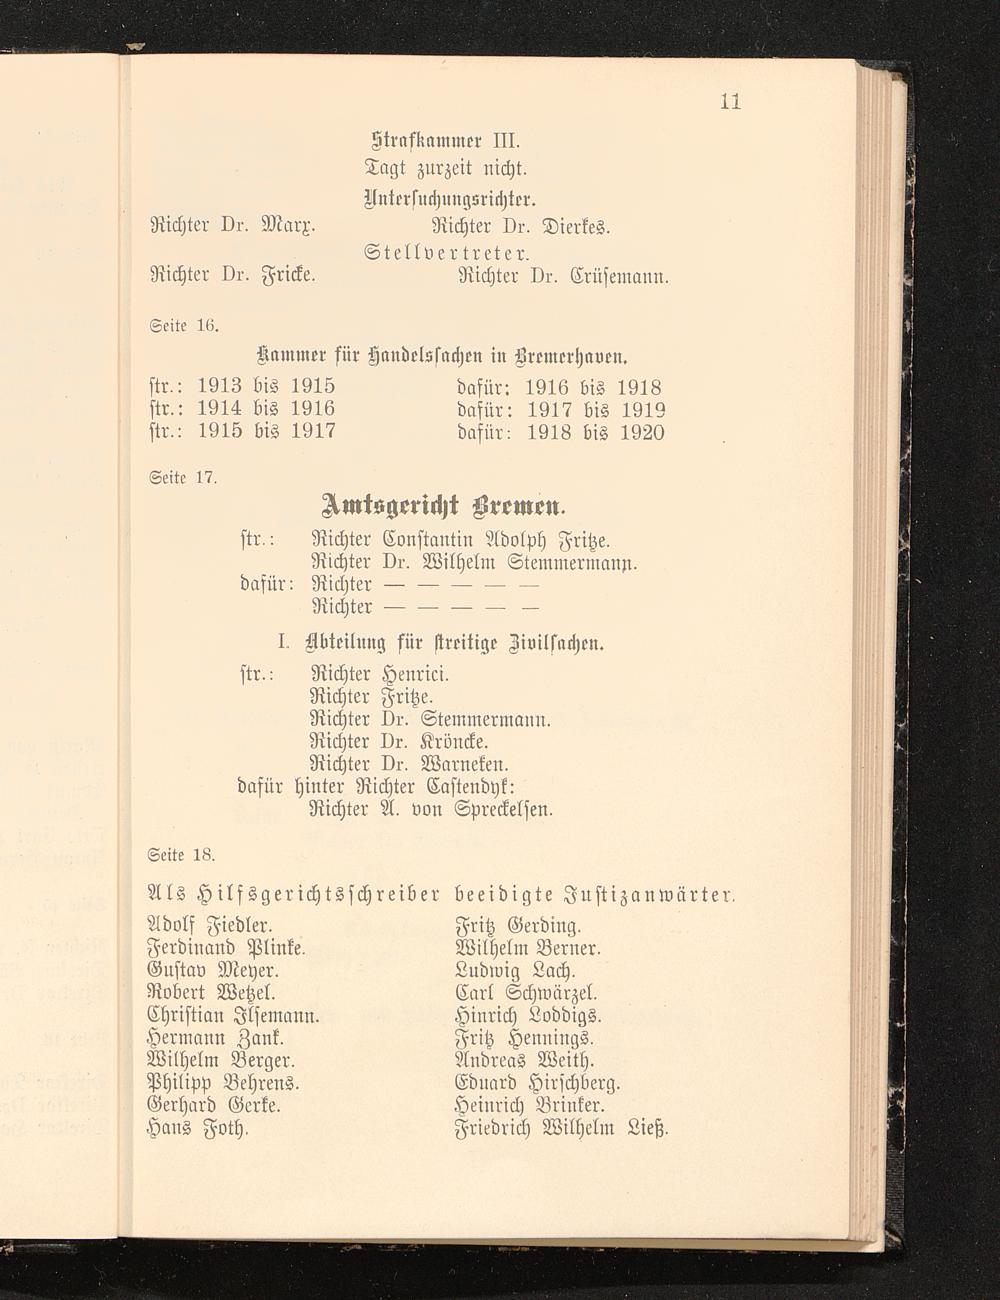 11
Strafkammer III.
Tagt zurzeit nicht.
Untersuchungsrichter.
Richter Dr. Marx. Richter Dr. Dierkes.
Stellvertreter.
Richter Dr. Fricke. Richter Dr. Crüsemann.
Seite 16.
Kammer für Handelssachen in Bremerhaven.
str.: 1913 bis 1915 dafür: 1916 bis 1918
str.: 1914 bis 1916 dafür: 1917 bis 1919
str.: 1915 bis 1917 dafür: 1918 bis 1920
Seite 17.
Amtsgericht Bremen.
str.: Richter Constantin Adolph Fritze.
Richter Dr. Wilhelm Stemmermann.
dafür: Richter — — — — —
Richter — — — — —
I. Abteilung für streitige Zivilsachen.
str.: Richter Henrici.
Richter Fritze.
Richter Dr. Stemmermann.
Richter Dr. Kröncke.
Richter Dr. Warneken.
dafür hinter Richter Castendyk:
Richter A. von Spreckelsen.
Seite 18.
Als Hilfsgerichtsschreiber beeidigte Justizanwärter.
Adolf Fiedler. Fritz Gerding.
Ferdinand Plinke. Wilhelm Berner.
Gustav Meyer. Ludwig Lach.
Robert Wetzel. Carl Schwärzel.
Christian Ilsemann. Hinrich Loddigs.
Hermann Zank. Fritz Hennings.
Wilhelm Berger. Andreas Weith.
Philipp Behrens. Eduard Hirschberg.
Gerhard Gerke. Heinrich Brinker.
Hans Foth. Friedrich Wilhelm Ließ.